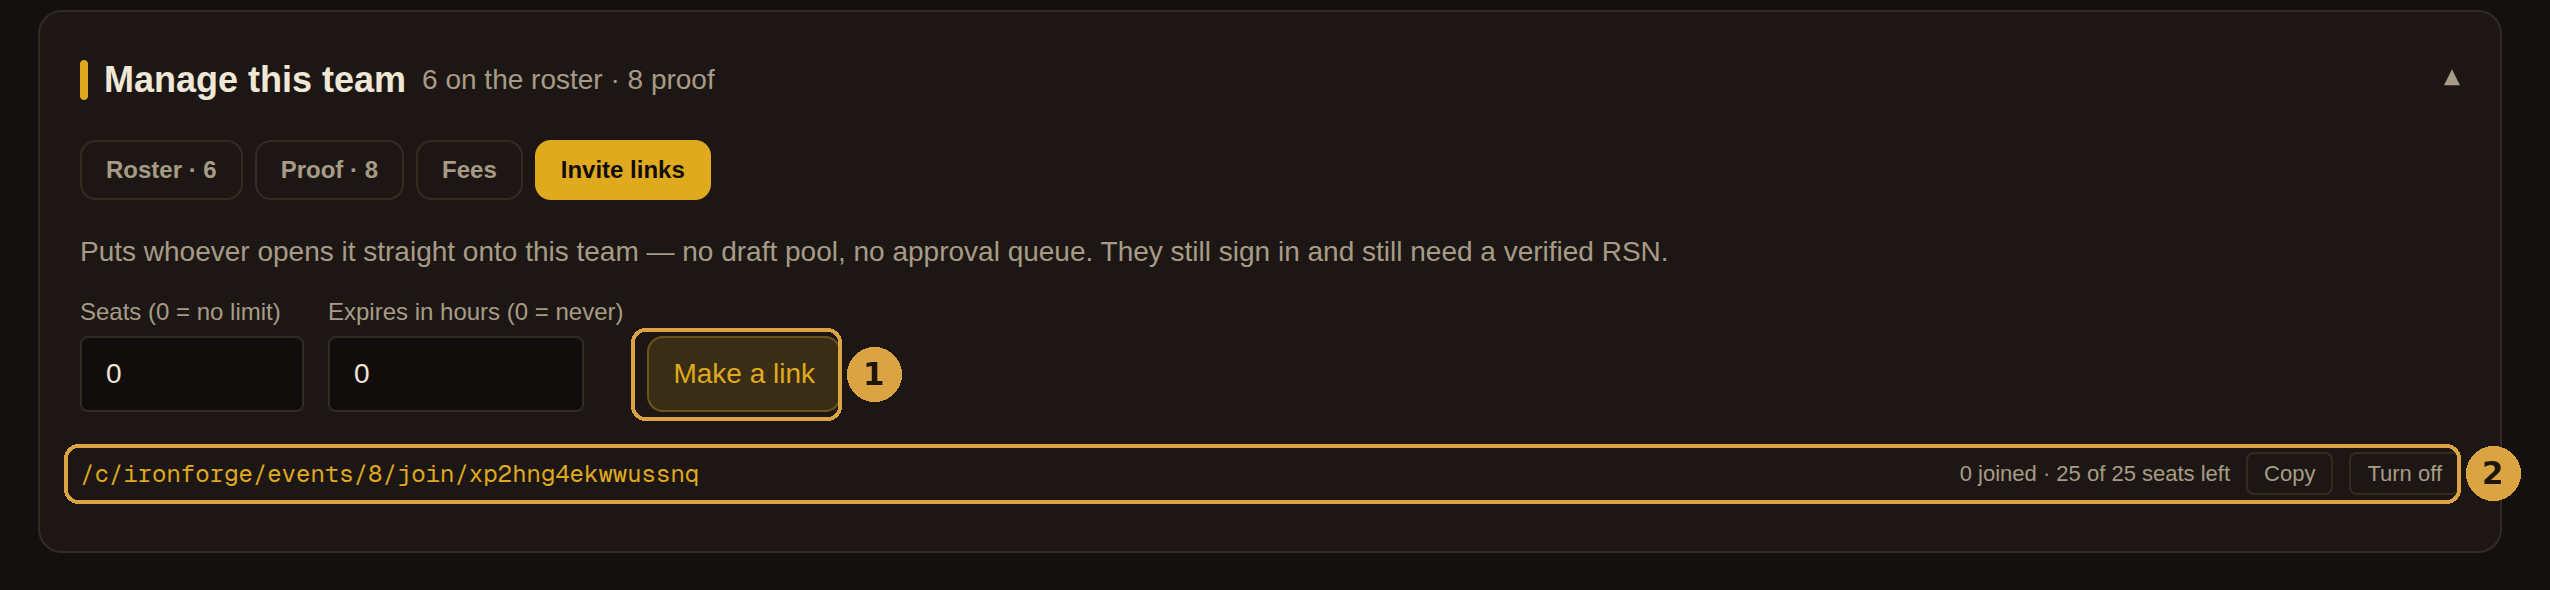 Manage this team 6 on the roster · 8 proof ▲
Roster · 6 Proof · 8 Fees Invite links
Puts whoever opens it straight onto this team — no draft pool, no approval queue. They still sign in and still need a verified RSN.
Seats (0 = no limit) Expires in hours (0 = never)
0 0 Make a link 1
/c/ironforge/events/8/join/xp2hng4ekwwussnq 0 joined · 25 of 25 seats left Copy Turn off 2